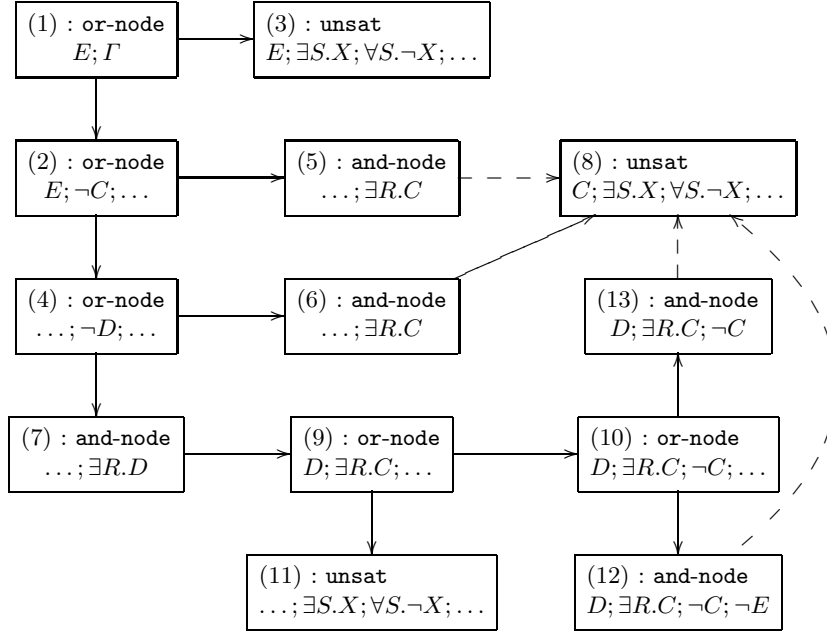 (1) : or-node
E; Γ
(3) : unsat
E; ∃S.X; ∀S.¬X; . . .
(2) : or-node
E; ¬C; . . .
(5) : and-node
. . . ; ∃R.C
(8) : unsat
C; ∃S.X; ∀S.¬X; . . .
(4) : or-node
. . . ; ¬D; . . .
(6) : and-node
. . . ; ∃R.C
(13) : and-node
D; ∃R.C; ¬C
(7) : and-node
. . . ; ∃R.D
(9) : or-node
D; ∃R.C; . . .
(10) : or-node
D; ∃R.C; ¬C; . . .
(11) : unsat
. . . ; ∃S.X; ∀S.¬X; . . .
(12) : and-node
D; ∃R.C; ¬C; ¬E